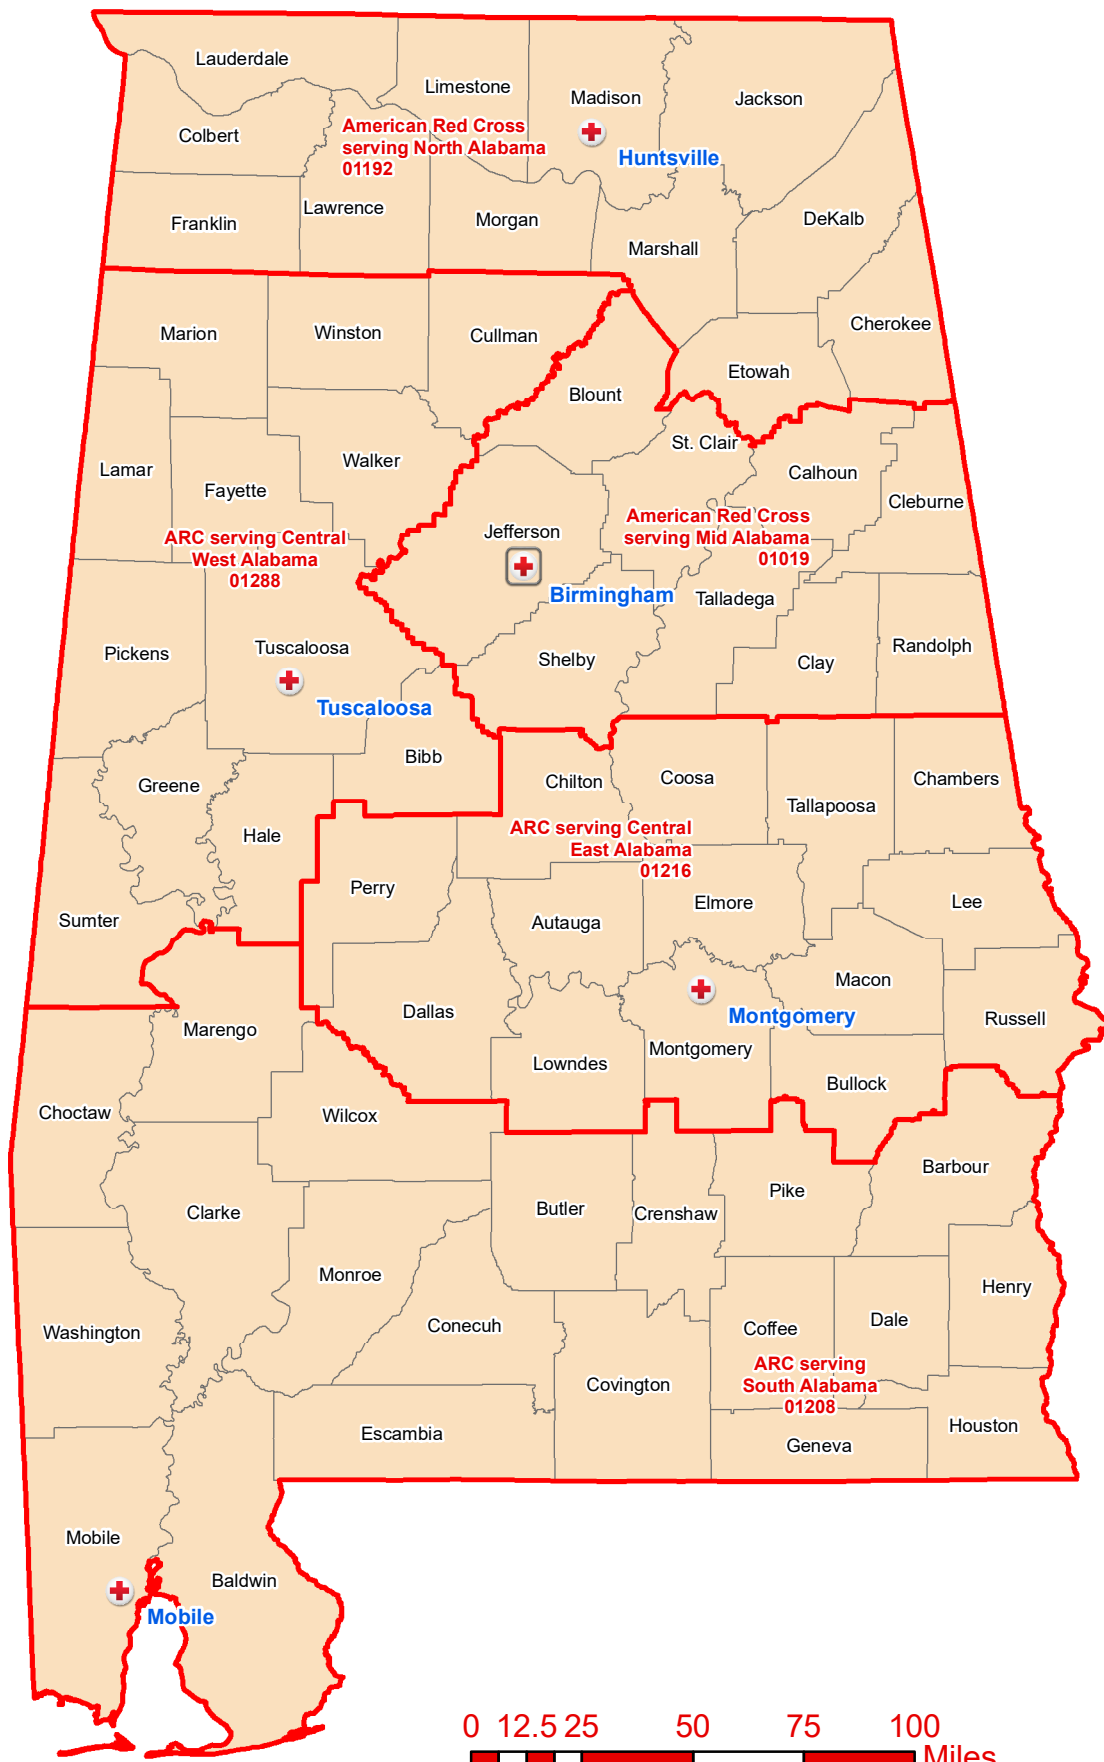 Lauderdale
Limestone
Madison
Jackson
Colbert
American Red Cross
serving North Alabama
01192
Huntsville
Franklin
Lawrence
Morgan
DeKalb
Marshall
Marion
Winston
Cullman
Cherokee
Etowah
Blount
St. Clair
Lamar
Walker
Calhoun
Fayette
Cleburne
ARC serving Central
West Alabama
01288
Jefferson
American Red Cross
serving Mid Alabama
01019
Birmingham
Talladega
Pickens
Tuscaloosa
Shelby
Clay
Randolph
Tuscaloosa
Bibb
Greene
Chilton
Coosa
Chambers
Tallapoosa
Hale
ARC serving Central
East Alabama
01216
Perry
Elmore
Lee
Sumter
Autauga
Macon
Dallas
Montgomery
Russell
Marengo
Lowndes
Montgomery
Bullock
Choctaw
Wilcox
Barbour
Pike
Clarke
Butler
Crenshaw
Monroe
Henry
Washington
Conecuh
Coffee
Dale
ARC serving
South Alabama
01208
Covington
Escambia
Geneva
Houston
Mobile
Baldwin
Mobile
0 12.5 25 50 75 100
Miles